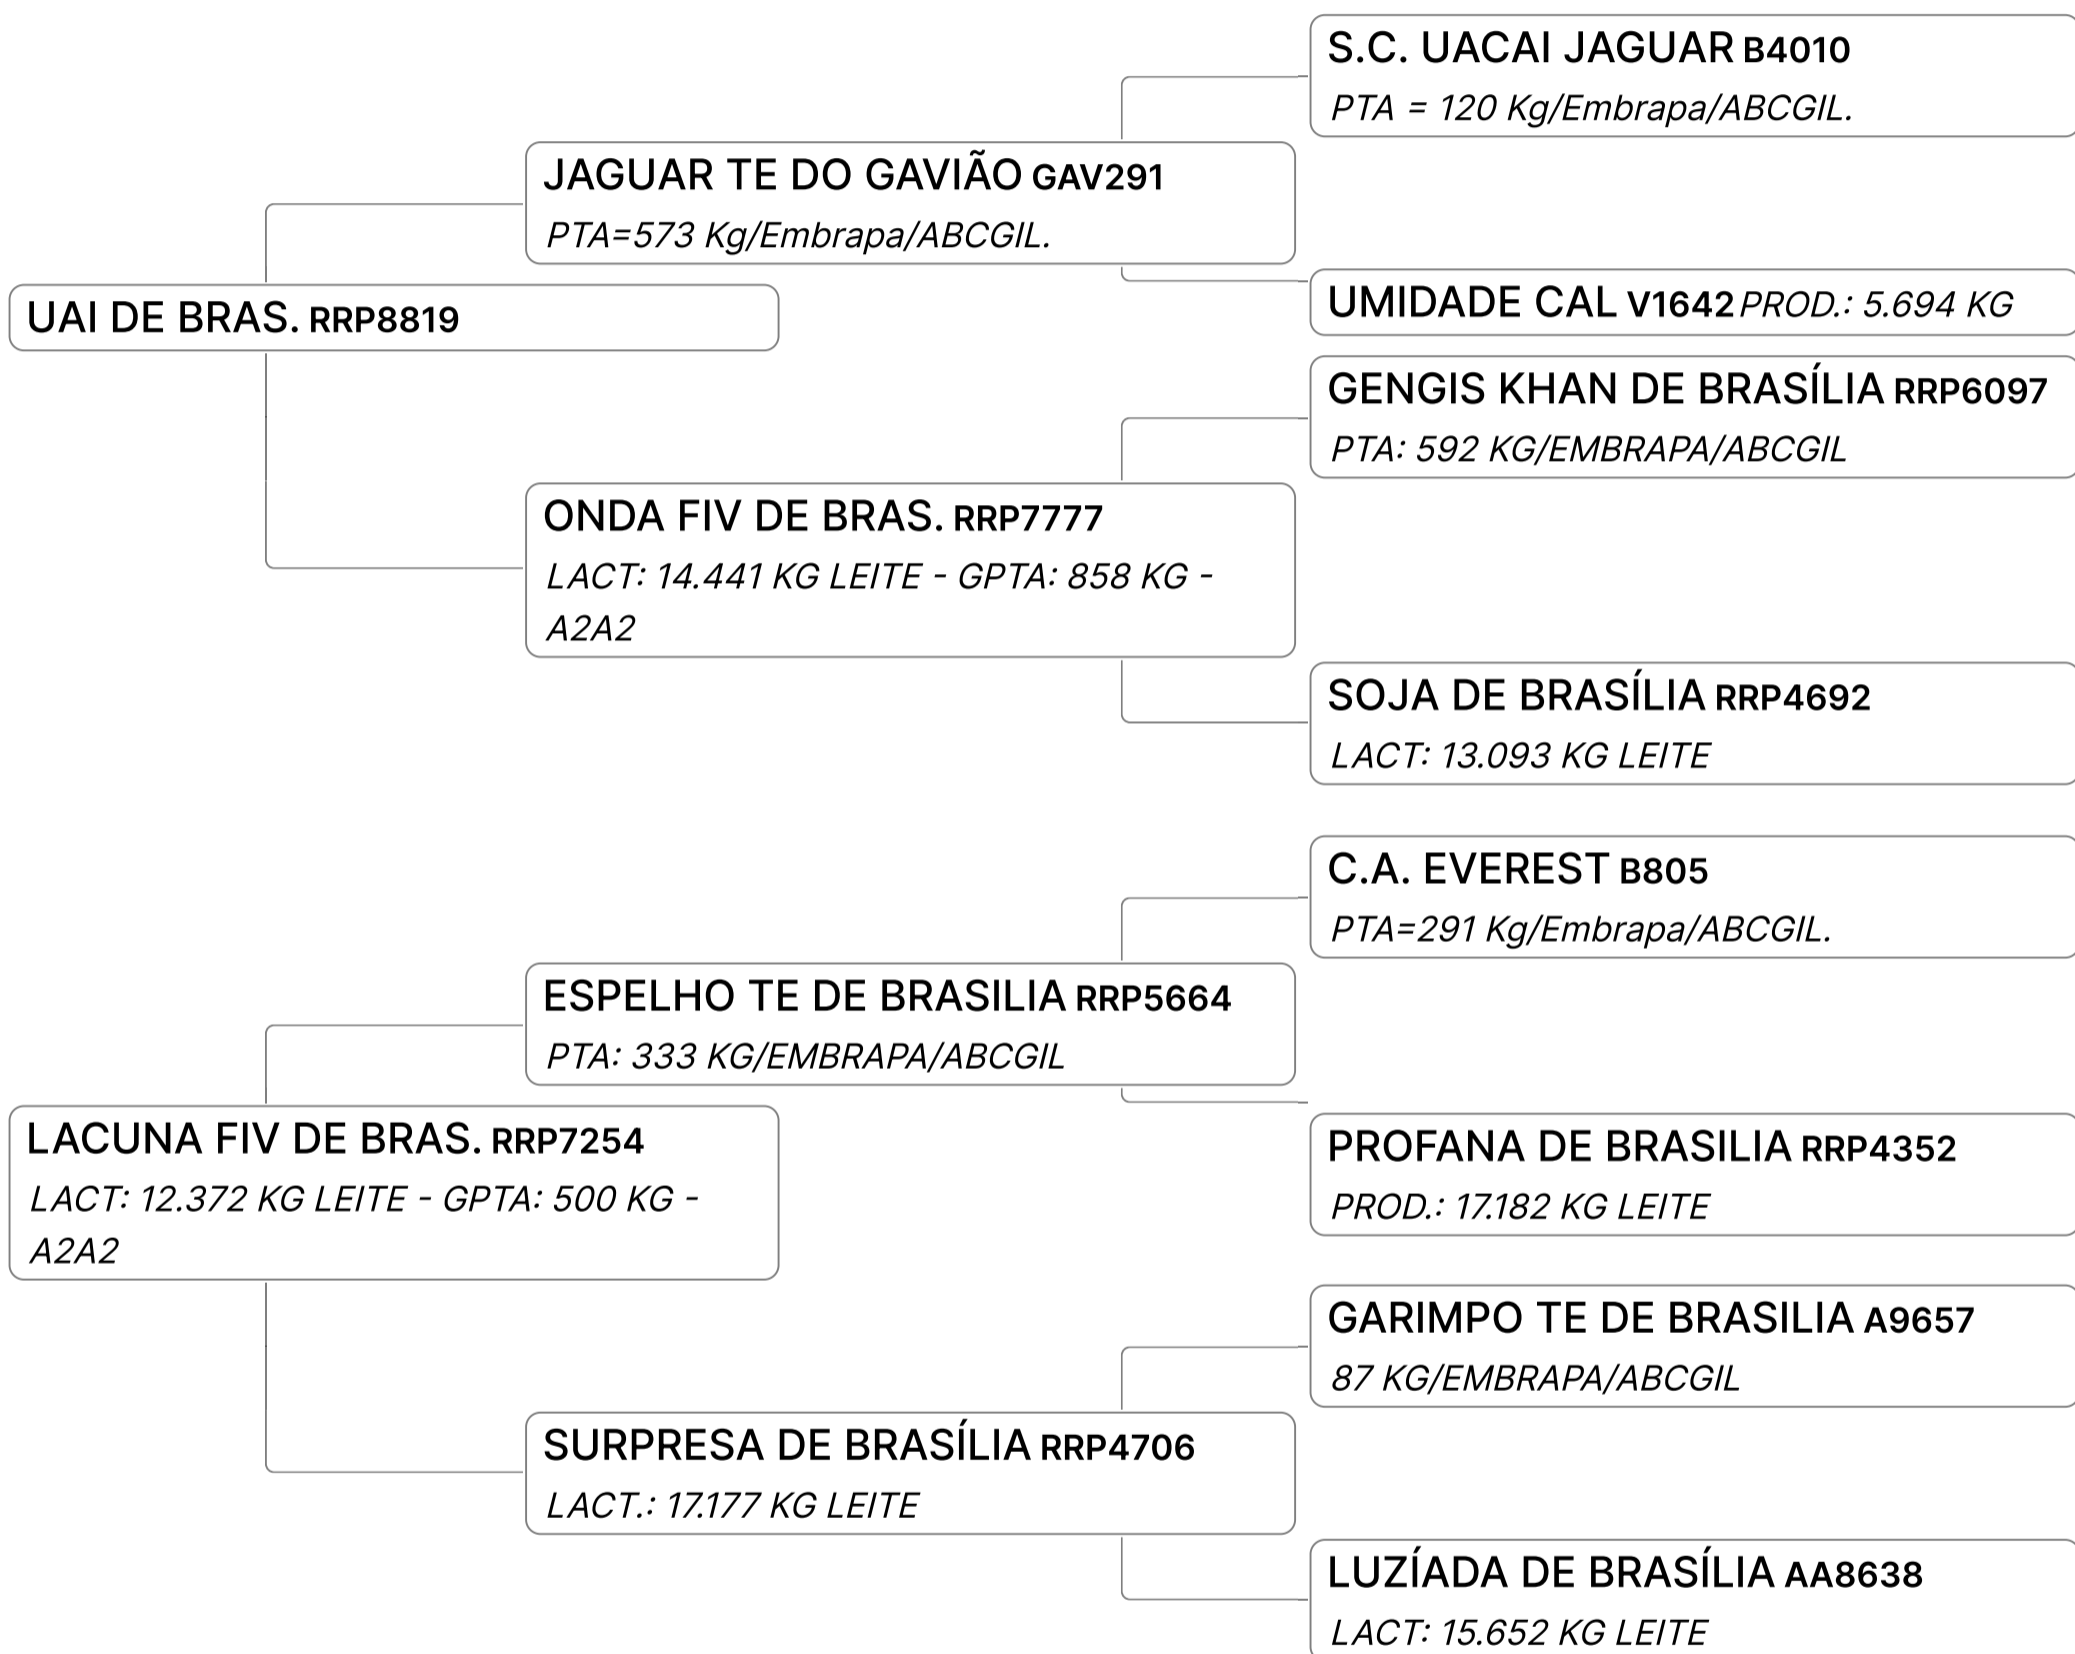 S.C. UACAI JAGUAR B4010
PTA = 120 Kg/Embrapa/ABCGIL.
JAGUAR TE DO GAVIÃO GAV291
PTA=573 Kg/Embrapa/ABCGIL.
UAI DE BRAS. RRP8819
UMIDADE CAL V1642 PROD.: 5.694 KG
GENGIS KHAN DE BRASÍLIA RRP6097
PTA: 592 KG/EMBRAPA/ABCGIL
ONDA FIV DE BRAS. RRP7777
LACT: 14.441 KG LEITE - GPTA: 858 KG -
A2A2
SOJA DE BRASÍLIA RRP4692
LACT: 13.093 KG LEITE
C.A. EVEREST B805
PTA=291 Kg/Embrapa/ABCGIL.
ESPELHO TE DE BRASILIA RRP5664
PTA: 333 KG/EMBRAPA/ABCGIL
LACUNA FIV DE BRAS. RRP7254
LACT: 12.372 KG LEITE - GPTA: 500 KG -
A2A2
PROFANA DE BRASILIA RRP4352
PROD.: 17.182 KG LEITE
GARIMPO TE DE BRASILIA A9657
87 KG/EMBRAPA/ABCGIL
SURPRESA DE BRASÍLIA RRP4706
LACT.: 17.177 KG LEITE
LUZÍADA DE BRASÍLIA AA8638
LACT: 15.652 KG LEITE